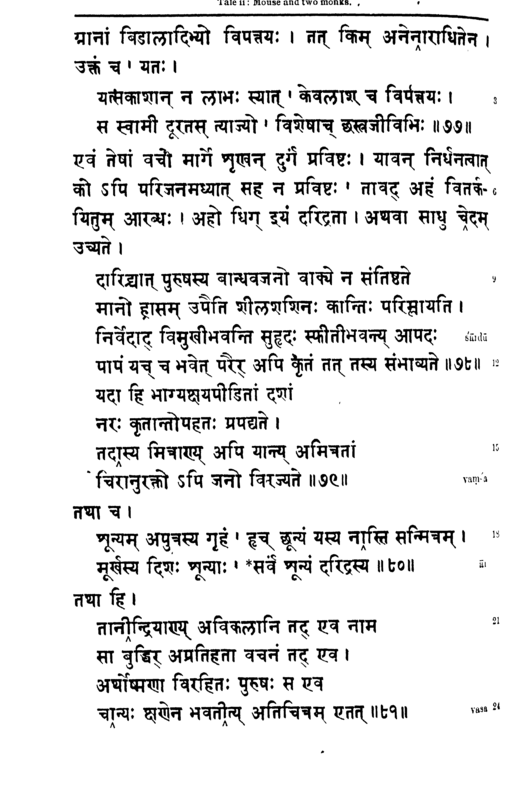 Tale ii: Mouse and two monks.
य्रानां विडालादिभ्यो विपत्तयः । तत् किम् अनेनाराधितेन ।
उक्तं च ' यतः ।
यत्सकाशान् न लाभः स्यात् ' केवलाश् च विपत्तयः । 3
स स्वामी दूरतस् त्याज्यो ' विशेषाच् छस्त्रजीविभिः ॥७७॥
एवं तेषां वचो मार्गे शृण्वन् दुर्गं प्रविष्टः । यावन् निर्धनत्वात्
को ऽपि परिजनमध्यात् सह न प्रविष्टः ' तावद् अहं वितर्क- 6
यितुम् आरब्धः । अहो धिग् इयं दरिद्रता । अथवा साधु चेदम्
उच्यते ।
दारिद्र्यात् पुरुषस्य बान्धवजनो वाक्ये न संतिष्ठते 9
मानो ह्रासम् उपैति शीलशशिनः कान्तिः परिम्लायति ।
निर्वेदाद् विमुखीभवन्ति सुहृदः स्फीतीभवन्त्य् आपदः śārdū
पापं यच् च भवेत् परैर् अपि कृतं तत् तस्य संभाव्यते ॥७८॥ 12
यदा हि भाग्यक्षयपीडितां दशां
नरः कृतान्तोपहतः प्रपद्यते ।
तदास्य मित्राण्य् अपि यान्त्य् अमित्रतां 15
चिरानुरक्तो ऽपि जनो विरज्यते ॥७९॥ vaṃśa
तथा च ।
शून्यम् अपुत्रस्य गृहं ' हृच् छून्यं यस्य नास्ति सन्मित्रम् । 18
मूर्खस्य दिशः शून्याः ' *सर्वं शून्यं दरिद्रस्य ॥८०॥ āi
तथा हि ।
तानीन्द्रियाण्य् अविकलानि तद् एव नाम 21
सा बुद्धिर् अप्रतिहता वचनं तद् एव ।
अर्थोष्मणा विरहितः पुरुषः स एव
चान्यः क्षणेन भवतीत्य् अतिचित्रम् एतत् ॥८१॥ vasa 24